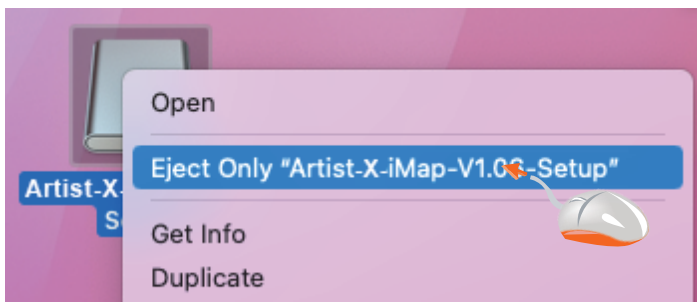 Open
Eject Only “Artist-X-iMap-V1.0 -Setup”
Artist-X-
S
Get Info
Duplicate